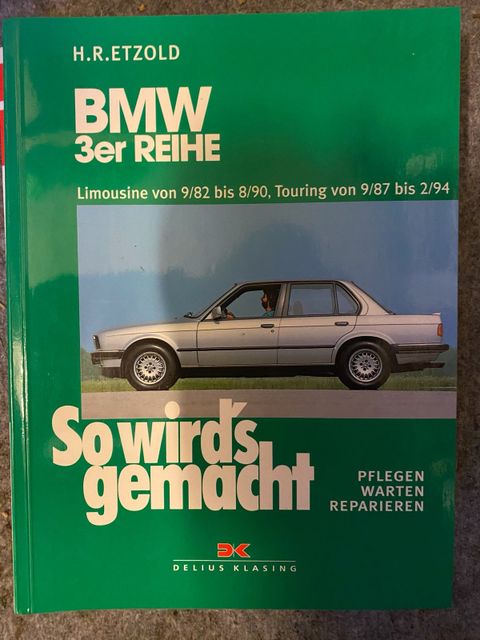 H.R.ETZOLD
BMW
3er REIHE
Limousine von 9/82 bis 8/90, Touring von 9/87 bis 2/94
So wird's
gemacht
PFLEGEN
WARTEN
REPARIEREN
DK
DELIUS KLASING